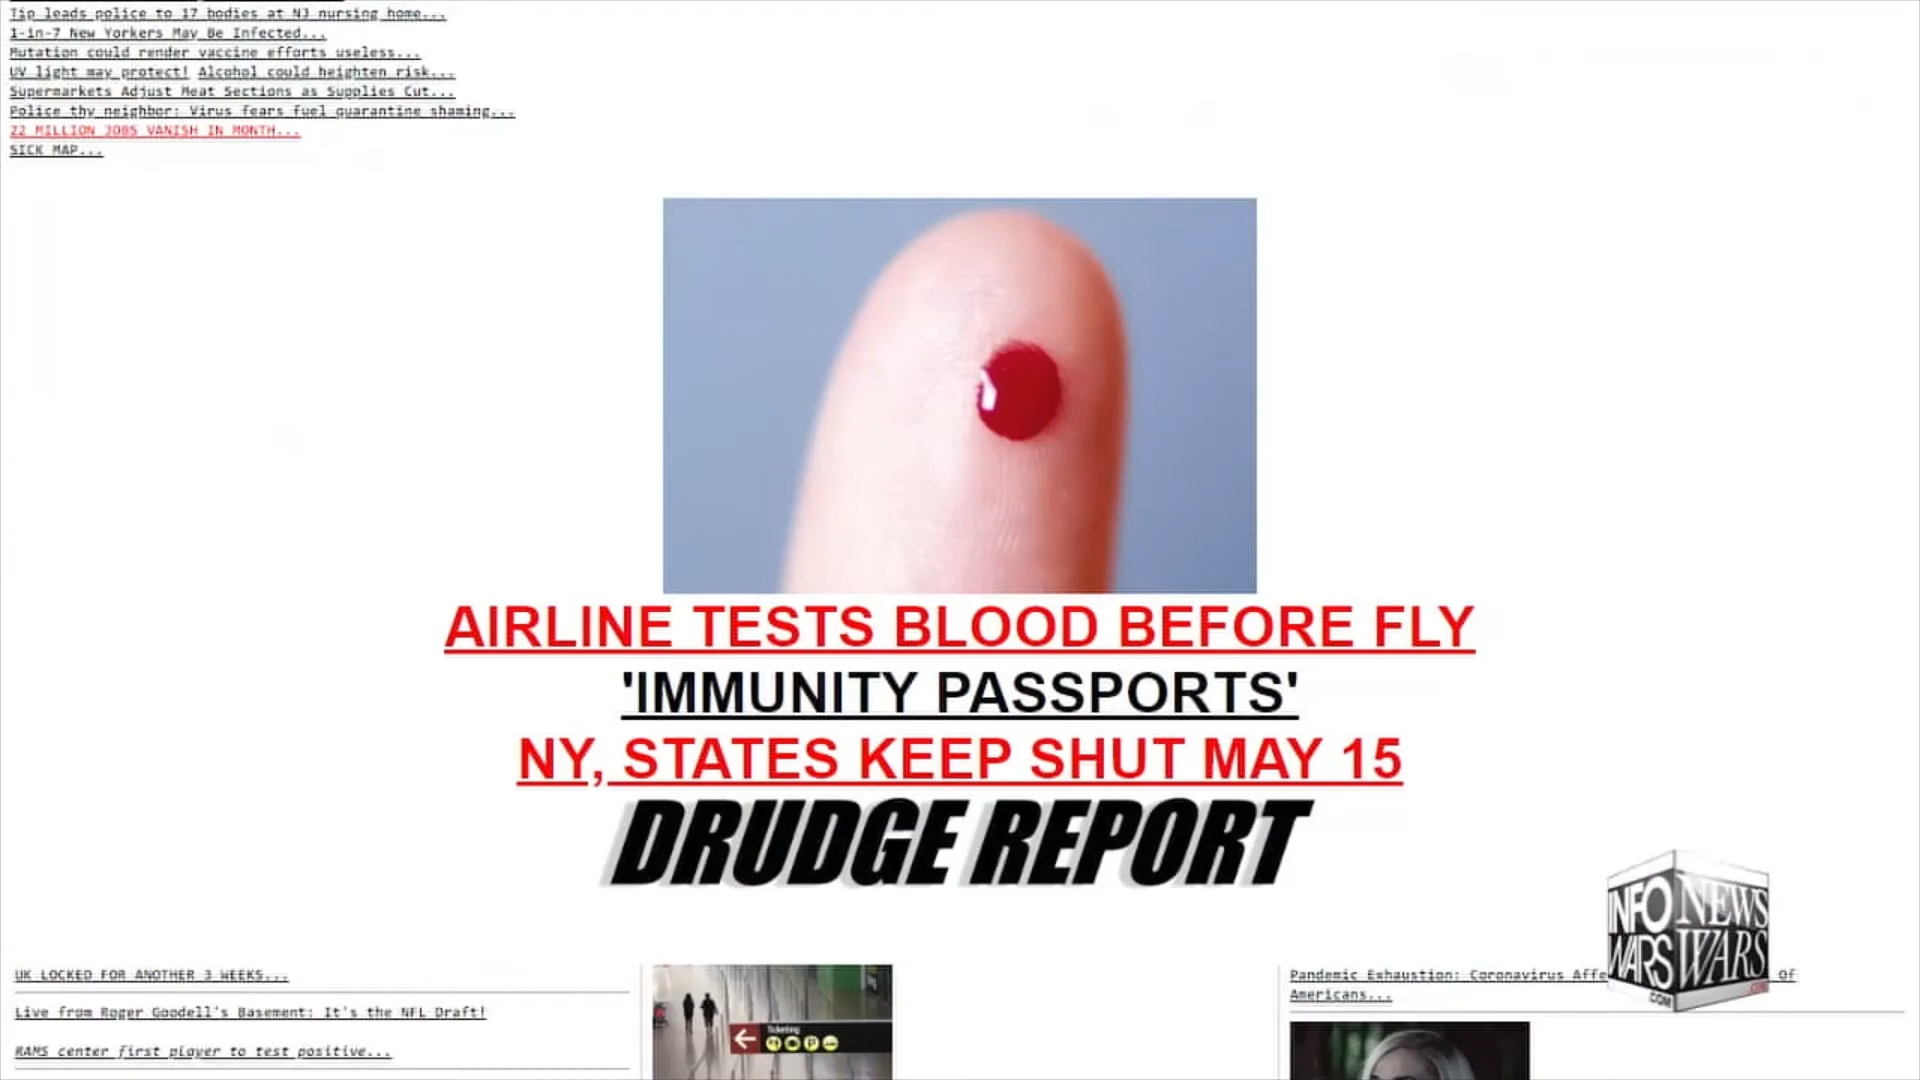 Tip leads police to 17 bodies at NJ nursing home...
1-in-7 New Yorkers May Be Infected...
Mutation could render vaccine efforts useless...
UV light may protect! Alcohol could heighten risk...
Supermarkets Adjust Meat Sections as Supplies Cut...
Police thy neighbor: Virus fears fuel quarantine shaming...
22 MILLION JOBS VANISH IN MONTH...
SICK MAP...
AIRLINE TESTS BLOOD BEFORE FLY
'IMMUNITY PASSPORTS'
NY, STATES KEEP SHUT MAY 15
DRUDGE REPORT
UK LOCKED FOR ANOTHER 3 WEEKS...
Live from Roger Goodell's Basement: It's the NFL Draft!
RAMS center first player to test positive...
Ticketing
Pandemic Exhaustion: Coronavirus Affe Of
Americans...
INFO
WARS
.COM
NEWS
WARS